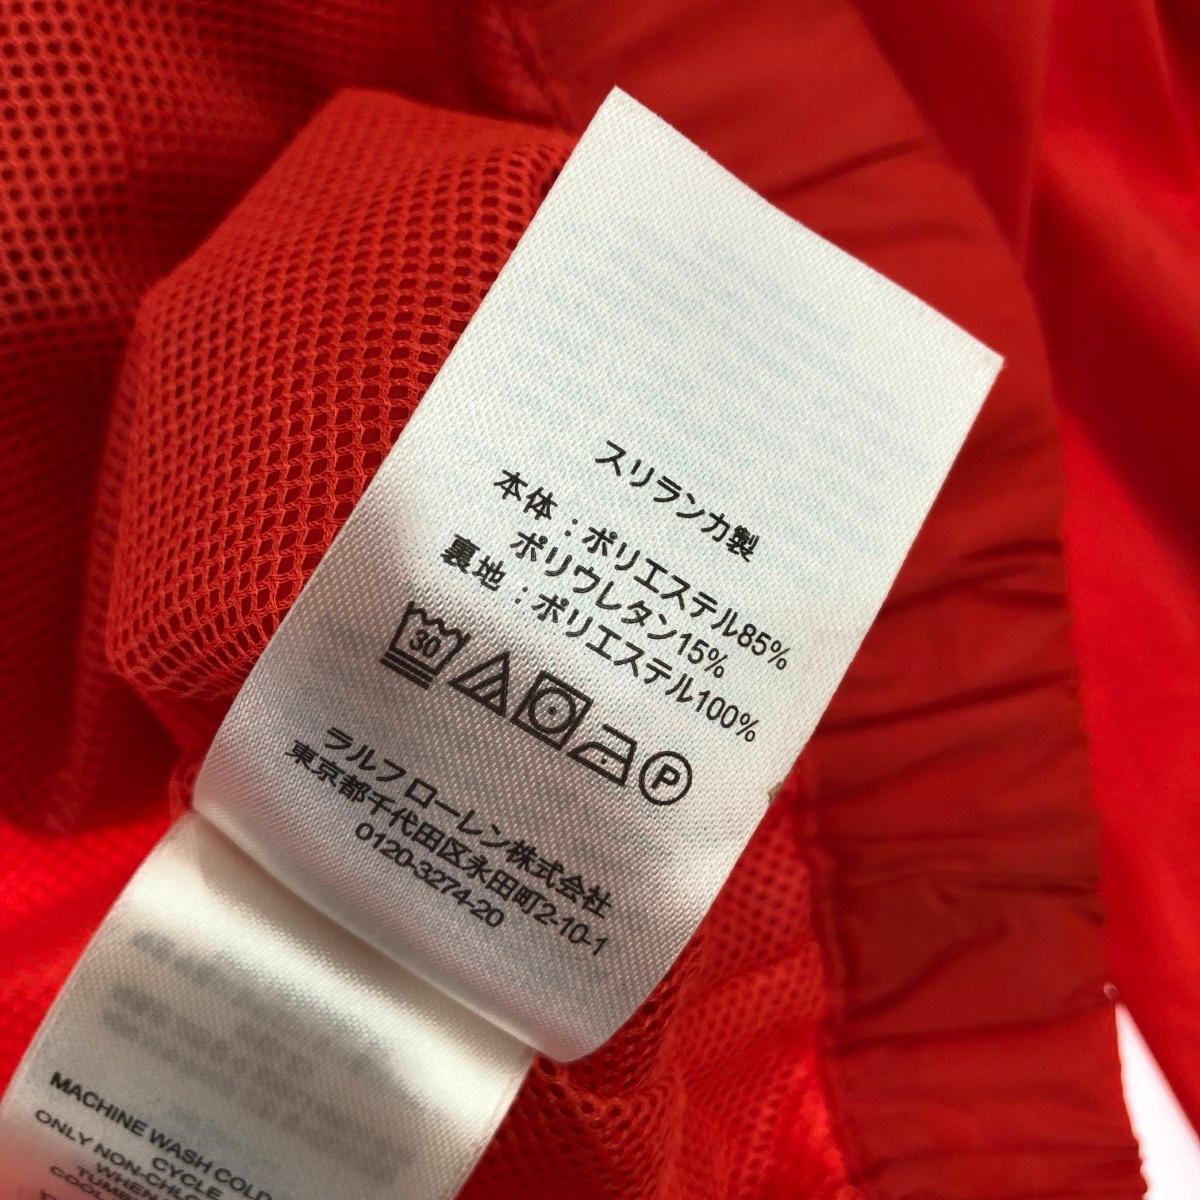 スリランカ製
本体：ポリエステル85%
ポリウレタン15%
裏地：ポリエステル100%
30
P
ラルフ ローレン株式会社
東京都千代田区永田町2-10-1
0120-3274-20
MACHINE WASH COLD
CYCLE
ONLY NON-CHLO
WHEN
TUMB
COOL